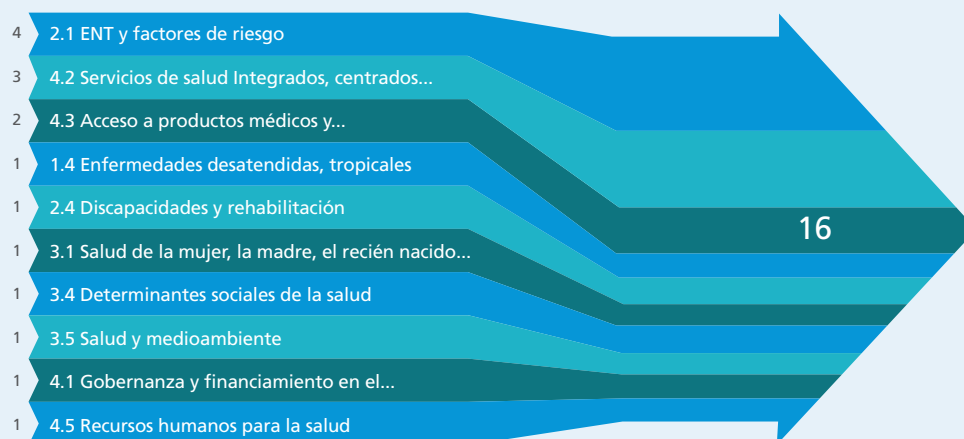 4 2.1 ENT y factores de riesgo
3 4.2 Servicios de salud Integrados, centrados...
2 4.3 Acceso a productos médicos y...
1 1.4 Enfermedades desatendidas, tropicales
1 2.4 Discapacidades y rehabilitación
1 3.1 Salud de la mujer, la madre, el recién nacido...
1 3.4 Determinantes sociales de la salud
1 3.5 Salud y medioambiente
1 4.1 Gobernanza y financiamiento en el...
1 4.5 Recursos humanos para la salud
16